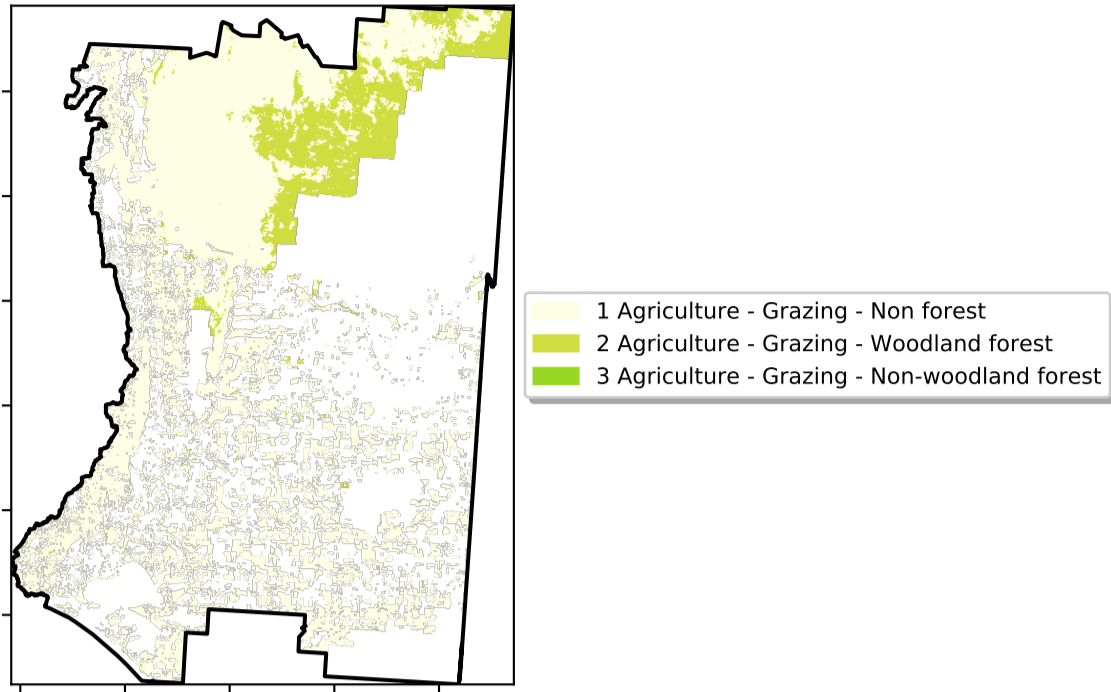 1 Agriculture - Grazing - Non forest
2 Agriculture - Grazing - Woodland forest
3 Agriculture - Grazing - Non-woodland forest